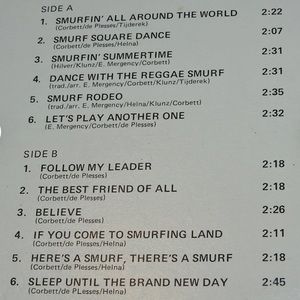 SIDE A
1. SMURFIN' ALL AROUND THE WORLD 2:22
(Corbett/de Plesses/Tijderek)
2. SMURF SQUARE DANCE 2:07
(Corbett/de Plesses/Helna)
3. SMURFIN' SUMMERTIME 2:31
(Hilver/Klunz/E. Mergency/Corbett)
4. DANCE WITH THE REGGAE SMURF 2:31
(trad./arr. E. Mergency/Corbett/Klunz/Tijderek)
5. SMURF RODEO 2:35
(trad./arr. E. Mergency/Helna/Klunz/Corbett)
6. LET'S PLAY ANOTHER ONE 2:32
(E. Mergency/Corbett/de Plesses)
SIDE B
1. FOLLOW MY LEADER 2:18
(Corbett/de Plesses)
2. THE BEST FRIEND OF ALL 2:18
(Corbett/de Plesses/Helna)
3. BELIEVE 2:26
(Corbett/de Plesses)
4. IF YOU COME TO SMURFING LAND 2:11
(Corbett/de Plesses/Helna)
5. HERE'S A SMURF, THERE'S A SMURF 2:18
(Corbett/de Plesses/Helna)
6. SLEEP UNTIL THE BRAND NEW DAY 2:45
(Corbett/de PLesses/Helna)